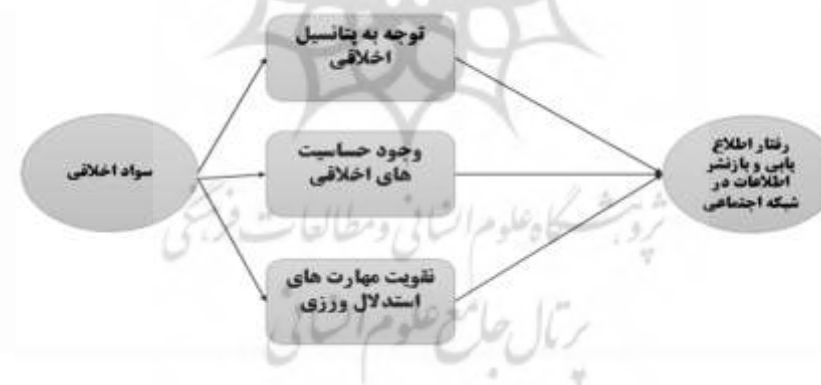 توجه به پتانسیل
اخلاقی
وجود حساسیت
های اخلاقی
سواد اخلاقی
رفتار اطلاع
یابی و بازنشر
اطلاعات در
شبکه اجتماعی
پژوهشگاه علوم انسانی و مطالعات فرهنگی
تقویت مهارت های
استدلال ورزی
پرتال جامع علوم انسانی